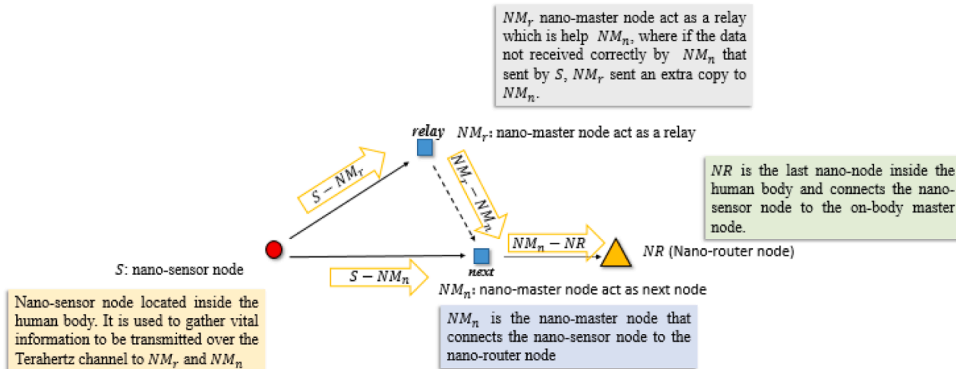 NMᵣ nano-master node act as a relay
which is help NMₙ, where if the data
not received correctly by NMₙ that
sent by S, NMᵣ sent an extra copy to
NMₙ.
relay
NMᵣ: nano-master node act as a relay
S − NMᵣ
NMᵣ − NMₙ
NR is the last nano-node inside the
human body and connects the nano-
sensor node to the on-body master
node.
NMₙ − NR
NR (Nano-router node)
S: nano-sensor node
S − NMₙ
next
NMₙ: nano-master node act as next node
Nano-sensor node located inside the
human body. It is used to gather vital
information to be transmitted over the
Terahertz channel to NMᵣ and NMₙ
NMₙ is the nano-master node that
connects the nano-sensor node to the
nano-router node